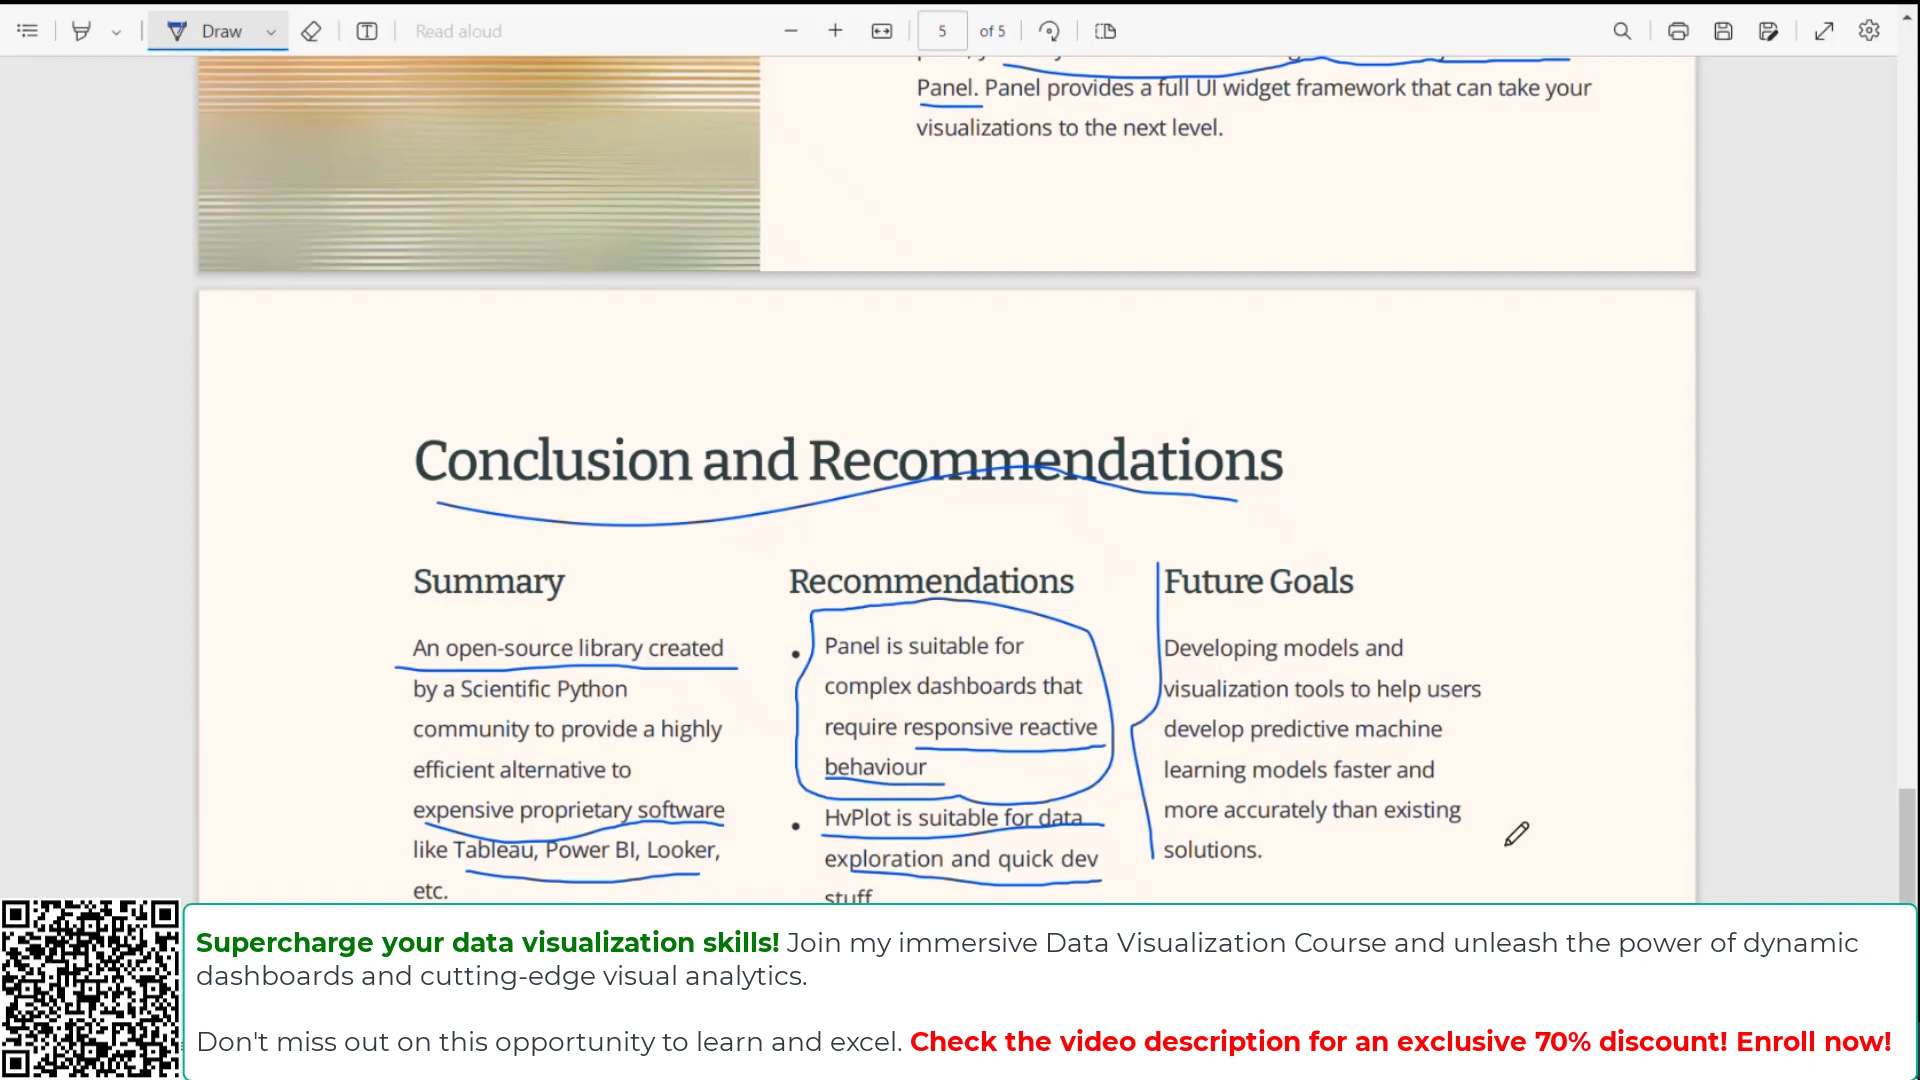 Draw
Read aloud
5
of 5
Panel. Panel provides a full UI widget framework that can take your
visualizations to the next level.
Conclusion and Recommendations
Summary
An open-source library created
by a Scientific Python
community to provide a highly
efficient alternative to
expensive proprietary software
like Tableau, Power BI, Looker,
etc.
Recommendations
• Panel is suitable for
complex dashboards that
require responsive reactive
behaviour
• HvPlot is suitable for data
exploration and quick dev
stuff
Future Goals
Developing models and
visualization tools to help users
develop predictive machine
learning models faster and
more accurately than existing
solutions.
Supercharge your data visualization skills! Join my immersive Data Visualization Course and unleash the power of dynamic
dashboards and cutting-edge visual analytics.
Don't miss out on this opportunity to learn and excel. Check the video description for an exclusive 70% discount! Enroll now!